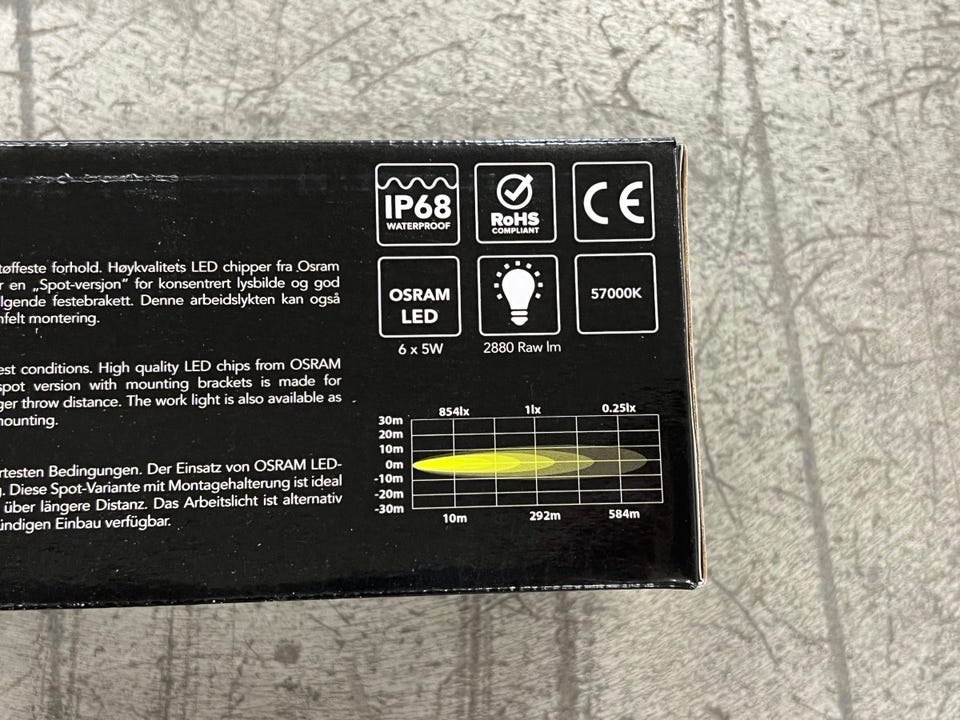 IP68
WATERPROOF
RoHS
COMPLIANT
CE
OSRAM
LED
57000K
6 x 5W
2880 Raw lm
tøffeste forhold. Høykvalitets LED chipper fra Osram
r en „Spot-versjon” for konsentrert lysbilde og god
lgende festebrakett. Denne arbeidslykten kan også
nfelt montering.
est conditions. High quality LED chips from OSRAM
spot version with mounting brackets is made for
ger throw distance. The work light is also available as
nounting.
rtesten Bedingungen. Der Einsatz von OSRAM LED-
g. Diese Spot-Variante mit Montagehalterung ist ideal
über längere Distanz. Das Arbeitslicht ist alternativ
ündigen Einbau verfügbar.
854lx 1lx 0.25lx
30m
20m
10m
0m
-10m
-20m
-30m
10m 292m 584m